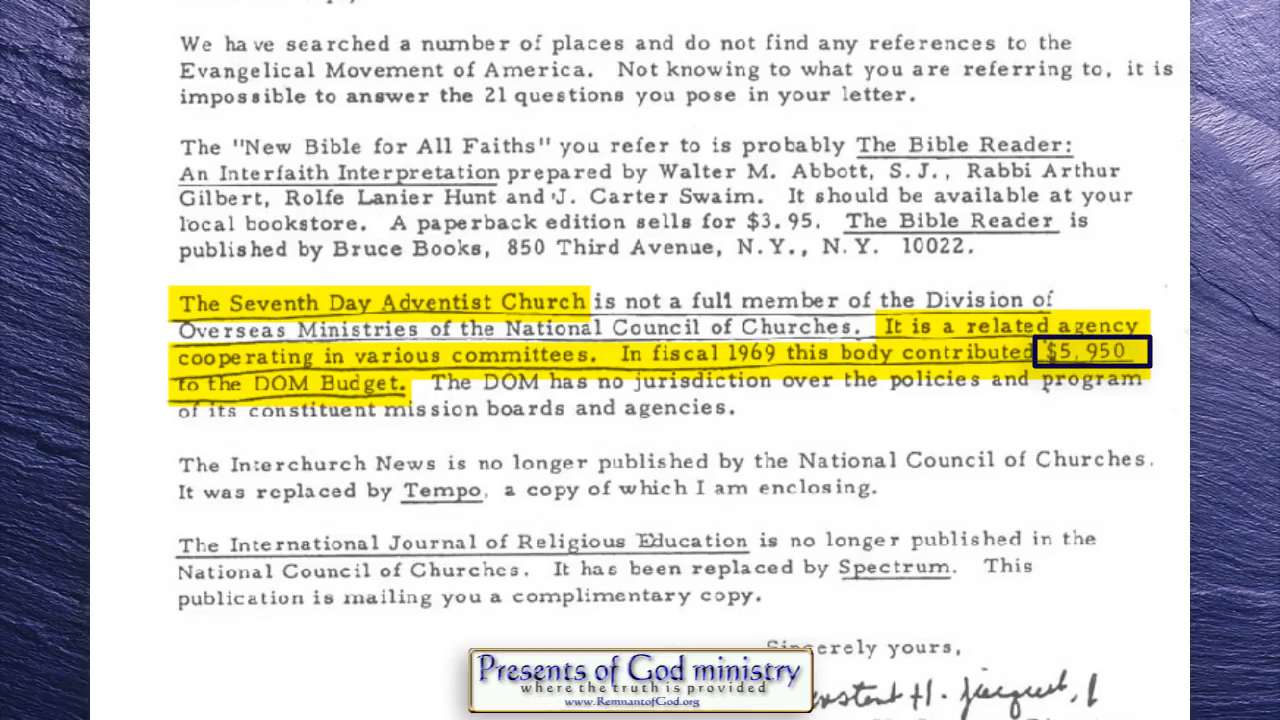 We have searched a number of places and do not find any references to the
Evangelical Movement of America. Not knowing to what you are referring to, it is
impossible to answer the 21 questions you pose in your letter.
The "New Bible for All Faiths" you refer to is probably The Bible Reader:
An Interfaith Interpretation prepared by Walter M. Abbott, S.J., Rabbi Arthur
Gilbert, Rolfe Lanier Hunt and J. Carter Swaim. It should be available at your
local bookstore. A paperback edition sells for $3.95. The Bible Reader is
published by Bruce Books, 850 Third Avenue, N.Y., N.Y. 10022.
The Seventh Day Adventist Church is not a full member of the Division of
Overseas Ministries of the National Council of Churches. It is a related agency
cooperating in various committees. In fiscal 1969 this body contributed $5,950
to the DOM Budget. The DOM has no jurisdiction over the policies and program
of its constituent mission boards and agencies.
The Interchurch News is no longer published by the National Council of Churches.
It was replaced by Tempo, a copy of which I am enclosing.
The International Journal of Religious Education is no longer published in the
National Council of Churches. It has been replaced by Spectrum. This
publication is mailing you a complimentary copy.
Sincerely yours,
Presents of God ministry
where the truth is provided
www.RemnantofGod.org